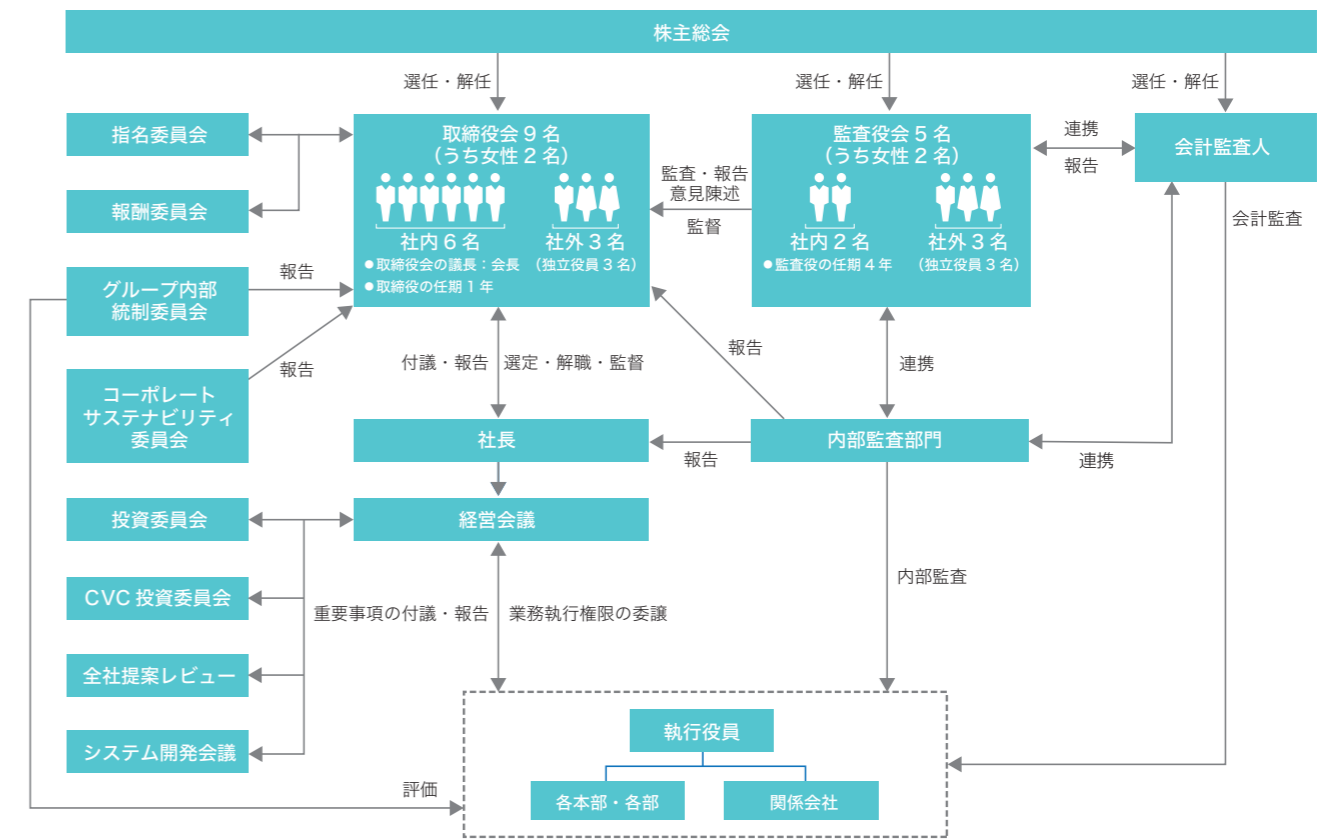 株主総会
選任・解任
選任・解任
選任・解任
指名委員会
報酬委員会
グループ内部
統制委員会
コーポレート
サステナビリティ
委員会
報告
報告
取締役会 9 名
（うち女性 2 名）
社内 6 名
社外 3 名
●取締役会の議長：会長
（独立役員 3 名）
●取締役の任期 1 年
監査・報告
意見陳述
監督
監査役会 5 名
（うち女性 2 名）
社内 2 名
社外 3 名
●監査役の任期 4 年
（独立役員 3 名）
連携
報告
会計監査人
会計監査
付議・報告
選定・解職・監督
報告
連携
社長
報告
内部監査部門
連携
経営会議
投資委員会
CVC 投資委員会
全社提案レビュー
システム開発会議
重要事項の付議・報告
業務執行権限の委譲
内部監査
評価
執行役員
各本部・各部
関係会社